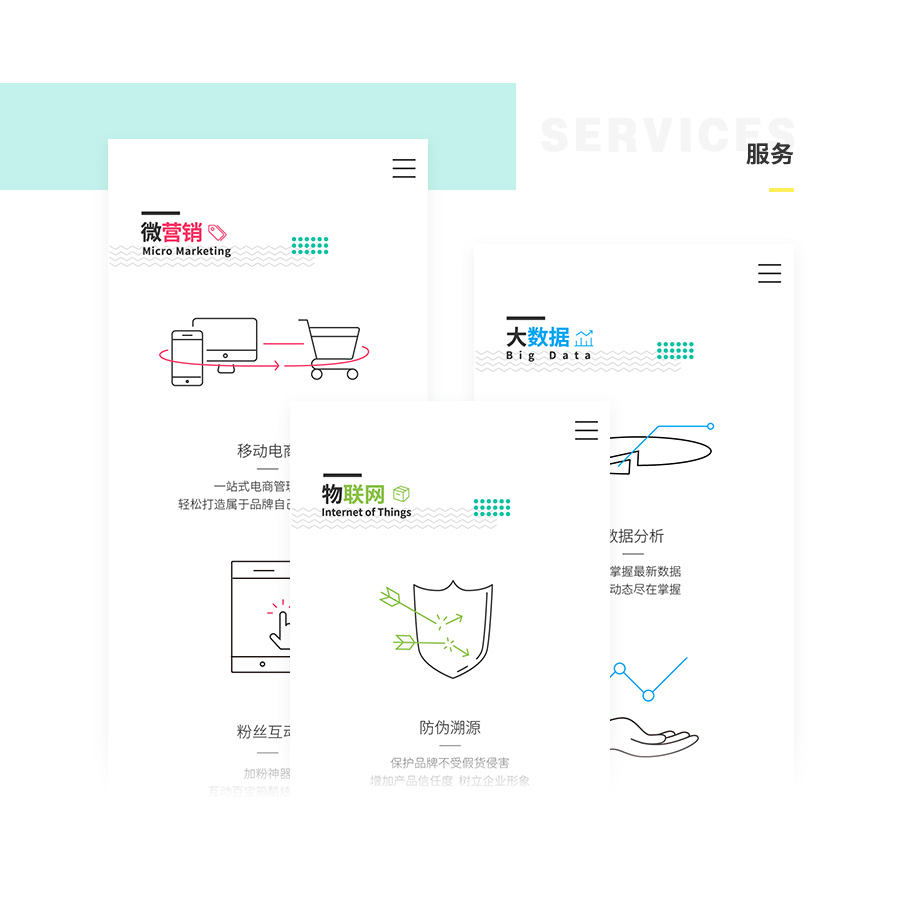 SERVICES
服务
微营销
Micro Marketing
移动电商
一站式电商管理
轻松打造属于品牌自己
粉丝互动
加粉神器
大数据
Big Data
数据分析
掌握最新数据
动态尽在掌握
物联网
Internet of Things
防伪溯源
保护品牌不受假货侵害
增加产品信任度 树立企业形象